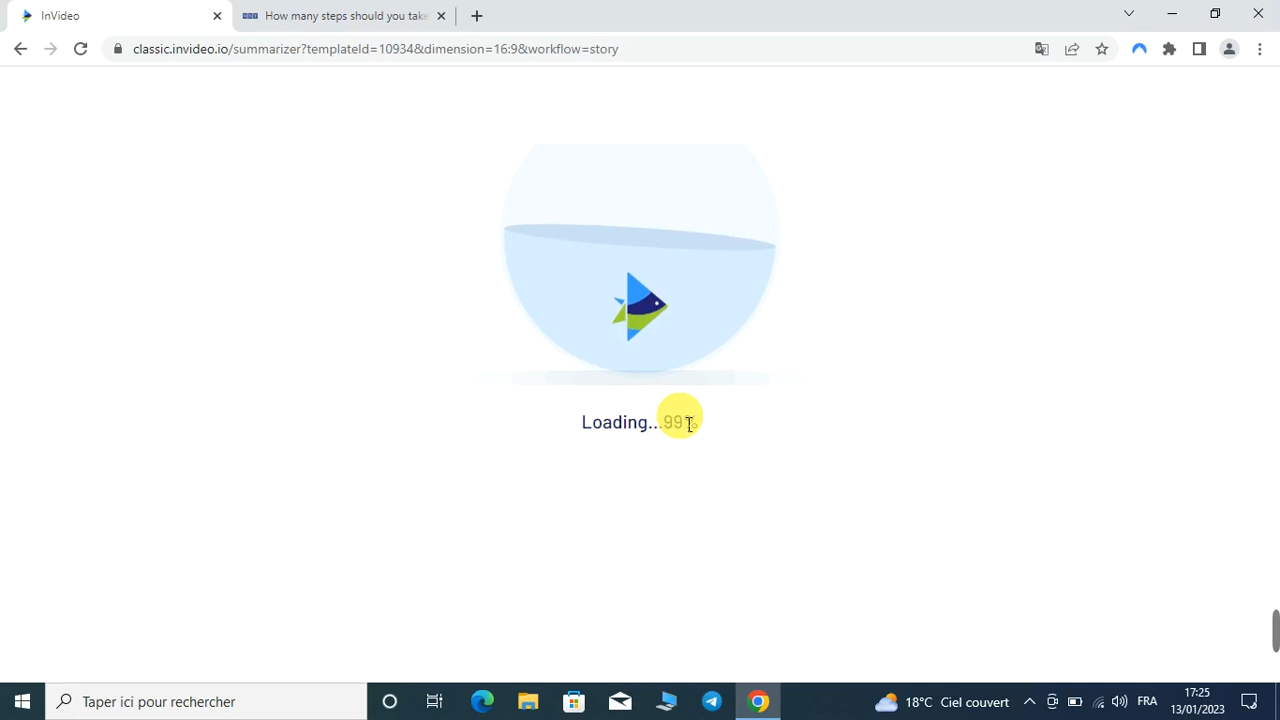 InVideo
How many steps should you take
classic.invideo.io/summarizer?templateId=10934&dimension=16:9&workflow=story
Loading...99%
Taper ici pour rechercher
18°C Ciel couvert
FRA
17:25
13/01/2023